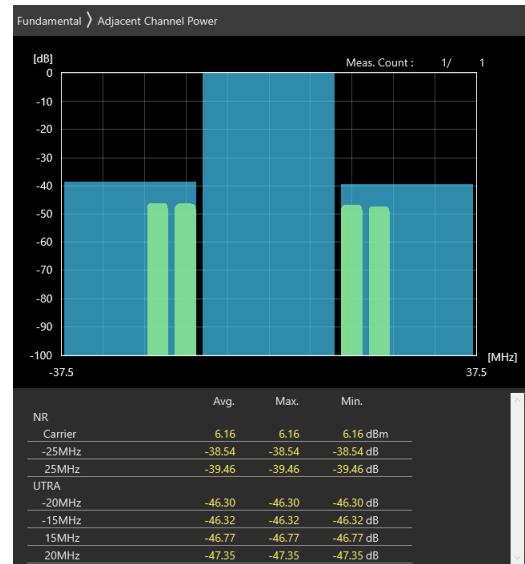 Fundamental 〉 Adjacent Channel Power
[dB]
Meas. Count : 1/ 1
0
-10
-20
-30
-40
-50
-60
-70
-80
-90
-100
[MHz]
-37.5 37.5
Avg. Max. Min.
NR
Carrier 6.16 6.16 6.16 dBm
-25MHz -38.54 -38.54 -38.54 dB
25MHz -39.46 -39.46 -39.46 dB
UTRA
-20MHz -46.30 -46.30 -46.30 dB
-15MHz -46.32 -46.32 -46.32 dB
15MHz -46.77 -46.77 -46.77 dB
20MHz -47.35 -47.35 -47.35 dB